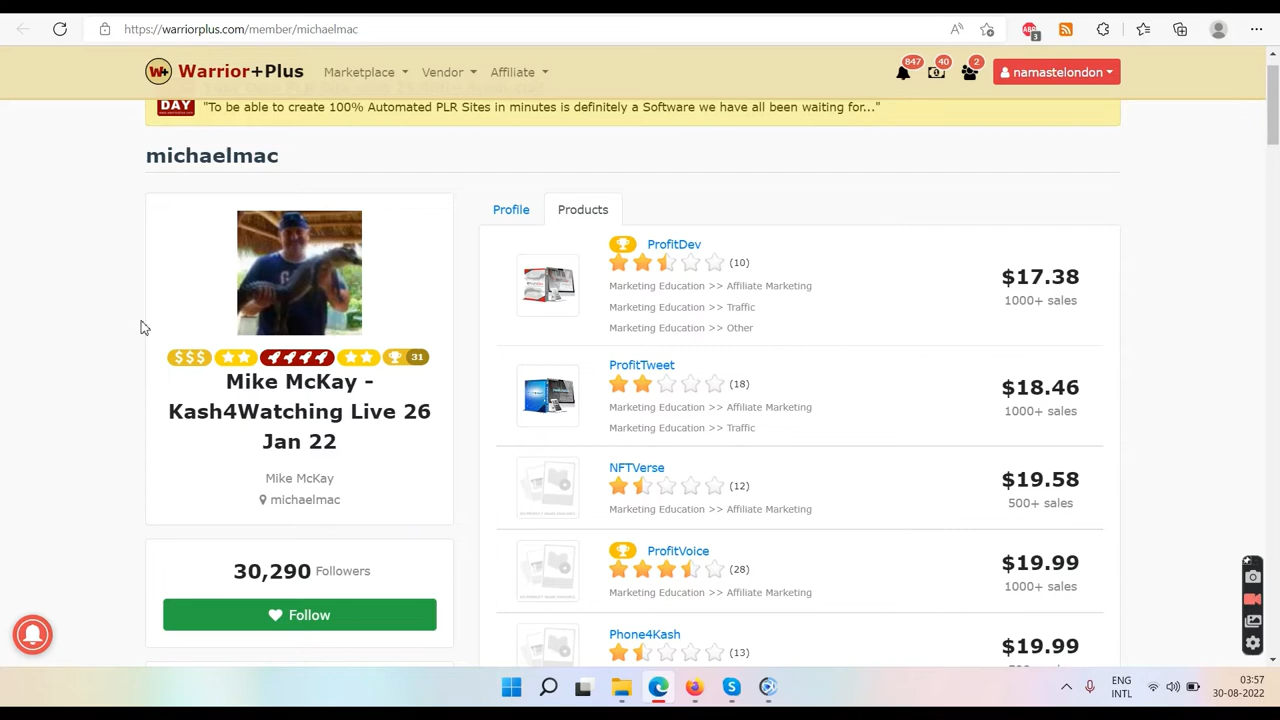 https://warriorplus.com/member/michaelmac
ABP
3
W+ Warrior+Plus
Marketplace
Vendor
Affiliate
847
40
2
namastelondon
DAY
"To be able to create 100% Automated PLR Sites in minutes is definitely a Software we have all been waiting for..."
michaelmac
$$$
31
Mike McKay -
Kash4Watching Live 26
Jan 22
Mike McKay
michaelmac
30,290 Followers
Follow
Profile
Products
ProfitDev
(10)
Marketing Education >> Affiliate Marketing
Marketing Education >> Traffic
Marketing Education >> Other
$17.38
1000+ sales
ProfitTweet
(18)
Marketing Education >> Affiliate Marketing
Marketing Education >> Traffic
$18.46
1000+ sales
NFTVerse
(12)
Marketing Education >> Affiliate Marketing
$19.58
500+ sales
ProfitVoice
(28)
Marketing Education >> Affiliate Marketing
$19.99
1000+ sales
Phone4Kash
(13)
$19.99
ENG
INTL
03:57
30-08-2022